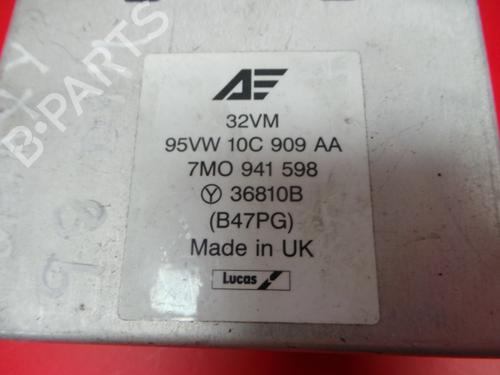 B-PARTS
AE
32VM
95VW 10C 909 AA
7MO 941 598
Y 36810B
(B47PG)
Made in UK
Lucas